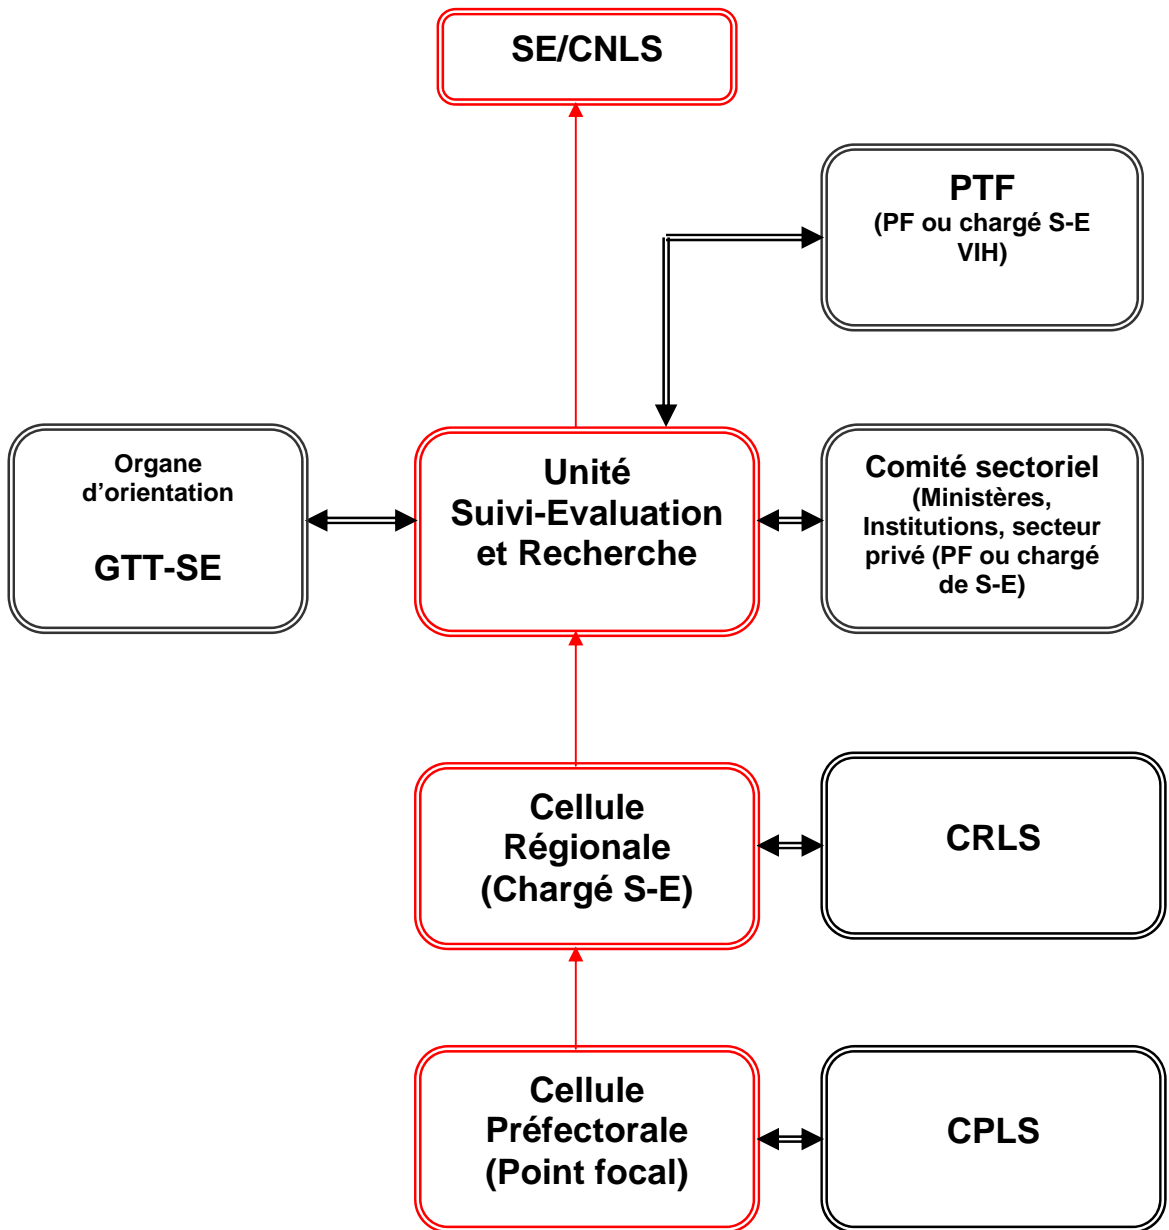 SE/CNLS
PTF
(PF ou chargé S-E
VIH)
Organe
d’orientation
GTT-SE
Unité
Suivi-Evaluation
et Recherche
Comité sectoriel
(Ministères,
Institutions, secteur
privé (PF ou chargé
de S-E)
Cellule
Régionale
(Chargé S-E)
CRLS
Cellule
Préfectorale
(Point focal)
CPLS